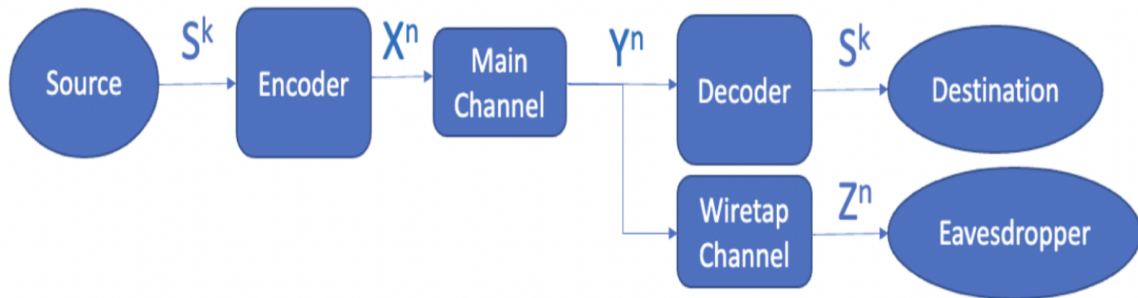 S^k
X^n
Y^n
S^k
Source
Encoder
Main
Channel
Decoder
Destination
Wiretap
Channel
Z^n
Eavesdropper